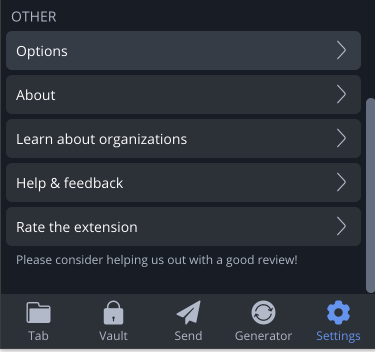 OTHER
Options
About
Learn about organizations
Help & feedback
Rate the extension
Please consider helping us out with a good review!
Tab Vault Send Generator Settings